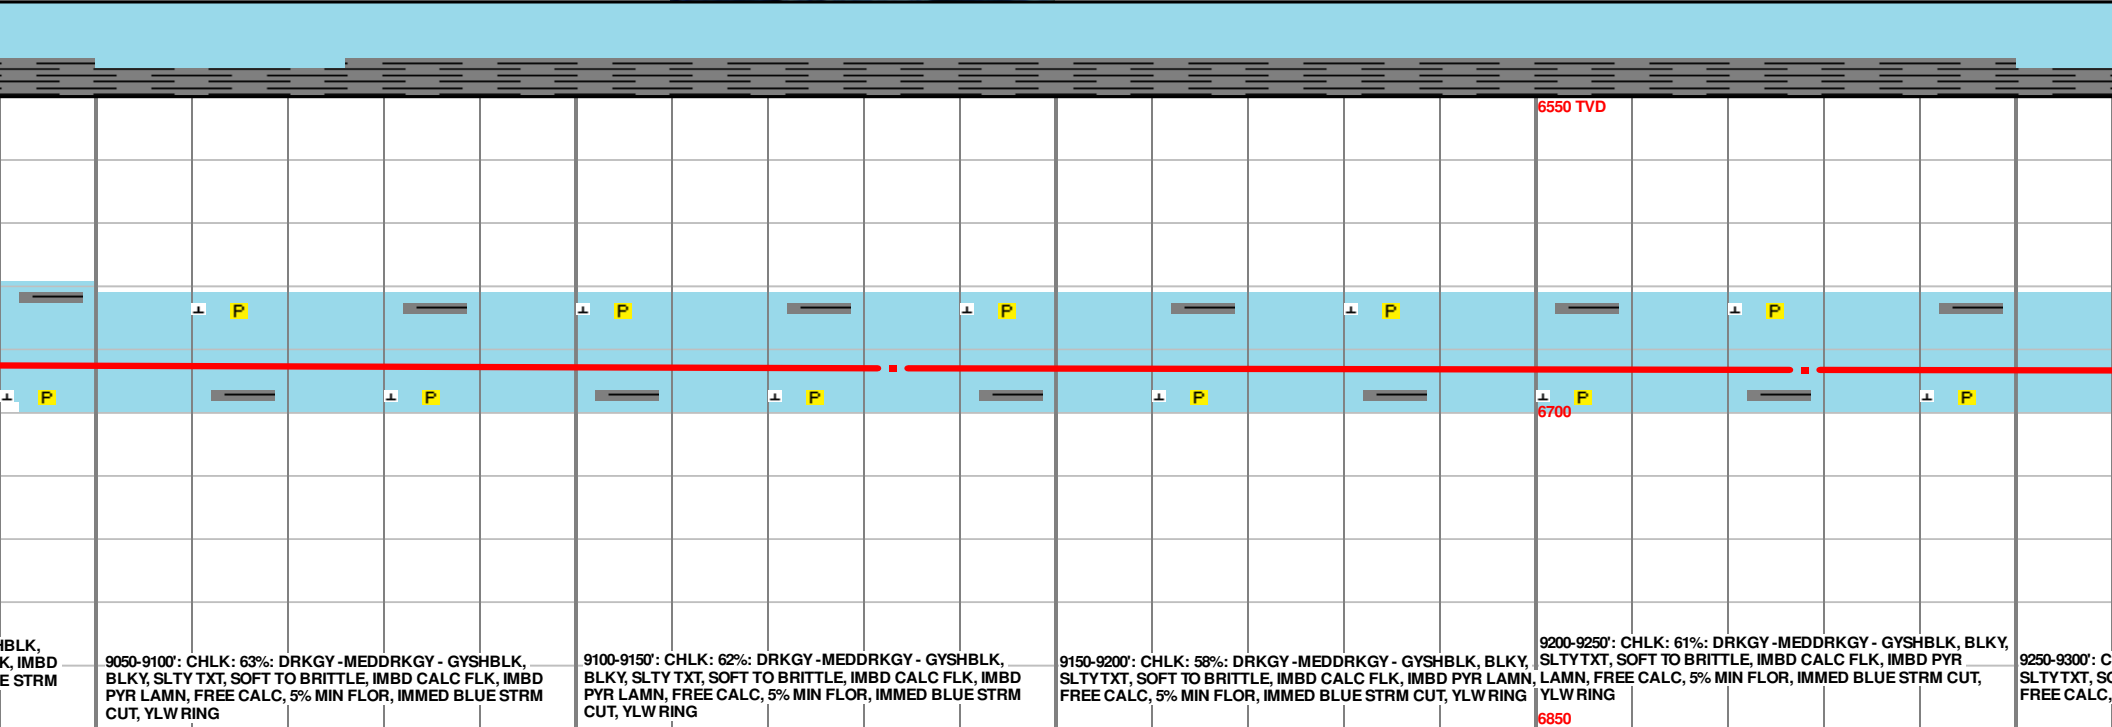 6550 TVD
P P P P P
P P P P P P
6700
HBLK,
K, IMBD
E STRM
9050-9100': CHLK: 63%: DRKGY -MEDDRKGY - GYSHBLK,
BLKY, SLTY TXT, SOFT TO BRITTLE, IMBD CALC FLK, IMBD
PYR LAMN, FREE CALC, 5% MIN FLOR, IMMED BLUE STRM
CUT, YLW RING
9100-9150': CHLK: 62%: DRKGY -MEDDRKGY - GYSHBLK,
BLKY, SLTY TXT, SOFT TO BRITTLE, IMBD CALC FLK, IMBD
PYR LAMN, FREE CALC, 5% MIN FLOR, IMMED BLUE STRM
CUT, YLW RING
9150-9200': CHLK: 58%: DRKGY -MEDDRKGY - GYSHBLK, BLKY,
SLTY TXT, SOFT TO BRITTLE, IMBD CALC FLK, IMBD PYR LAMN,
FREE CALC, 5% MIN FLOR, IMMED BLUE STRM CUT, YLW RING
9200-9250': CHLK: 61%: DRKGY -MEDDRKGY - GYSHBLK, BLKY,
SLTY TXT, SOFT TO BRITTLE, IMBD CALC FLK, IMBD PYR
LAMN, FREE CALC, 5% MIN FLOR, IMMED BLUE STRM CUT,
YLW RING
9250-9300': C
SLTY TXT, SO
FREE CALC,
6850